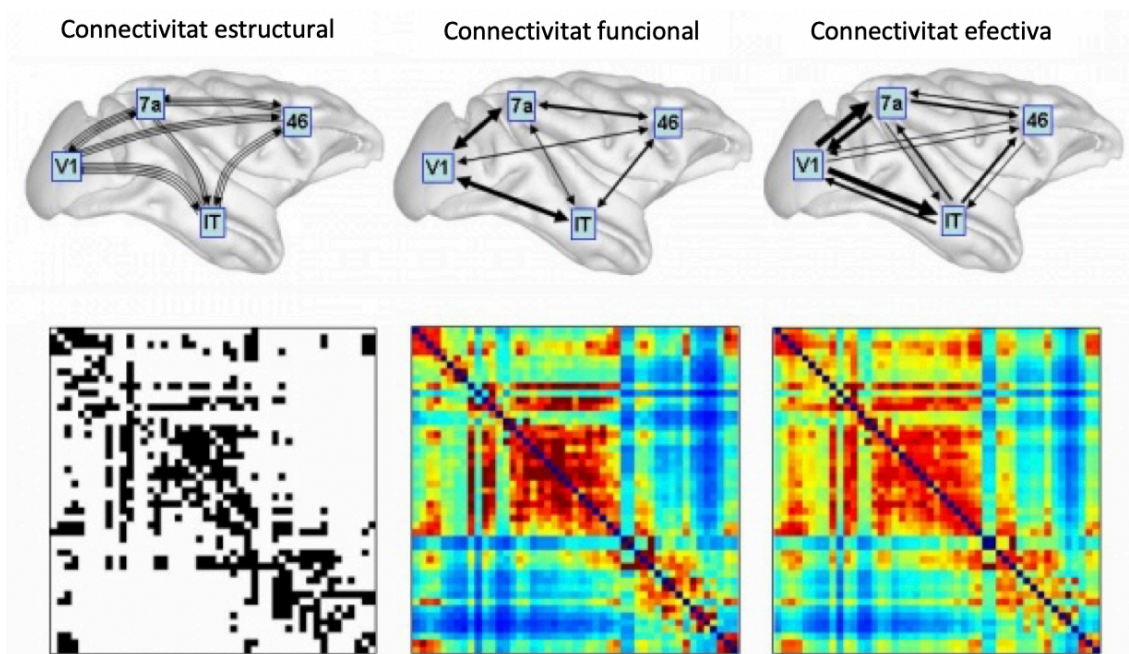 Connectivitat estructural
Connectivitat funcional
Connectivitat efectiva
7a
46
V1
IT
7a
46
V1
IT
7a
46
V1
IT